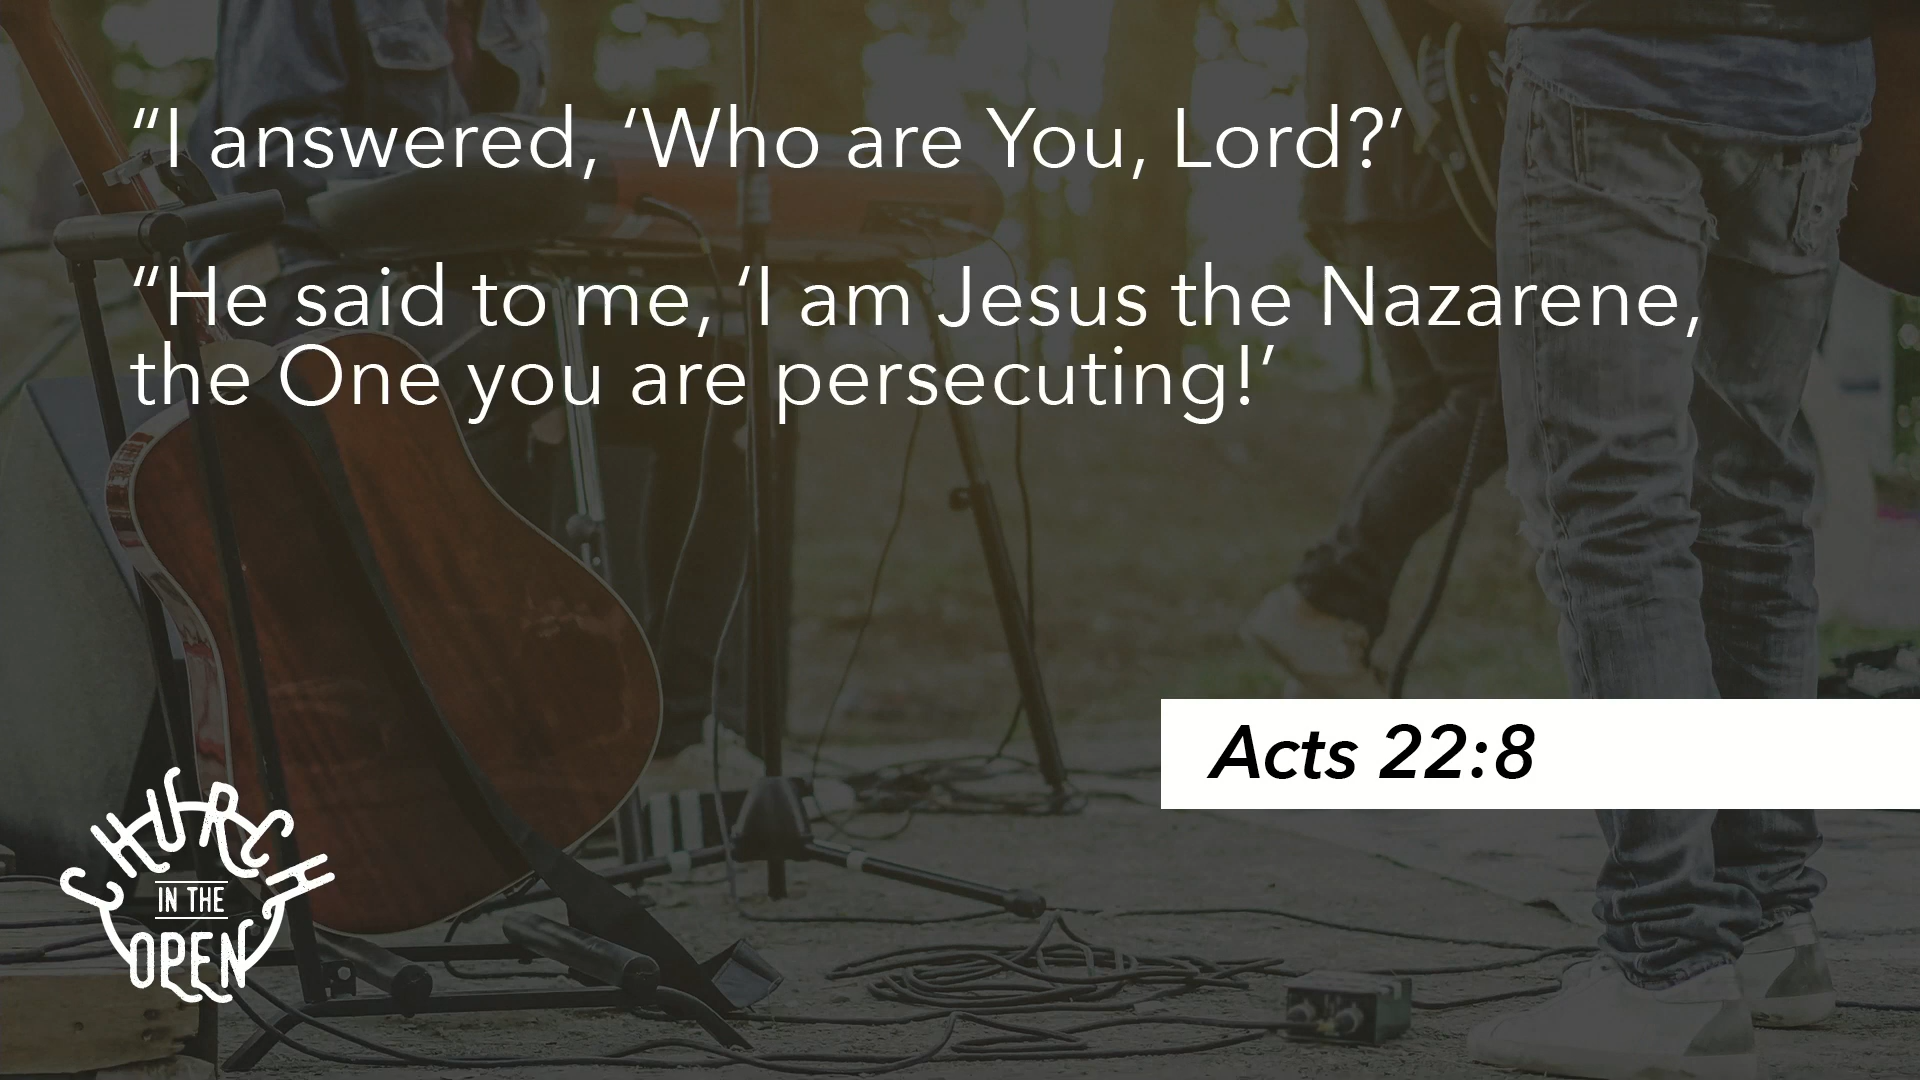 “I answered, ‘Who are You, Lord?’
“He said to me, ‘I am Jesus the Nazarene,
the One you are persecuting!’
Acts 22:8
CHURCH
IN THE
OPEN